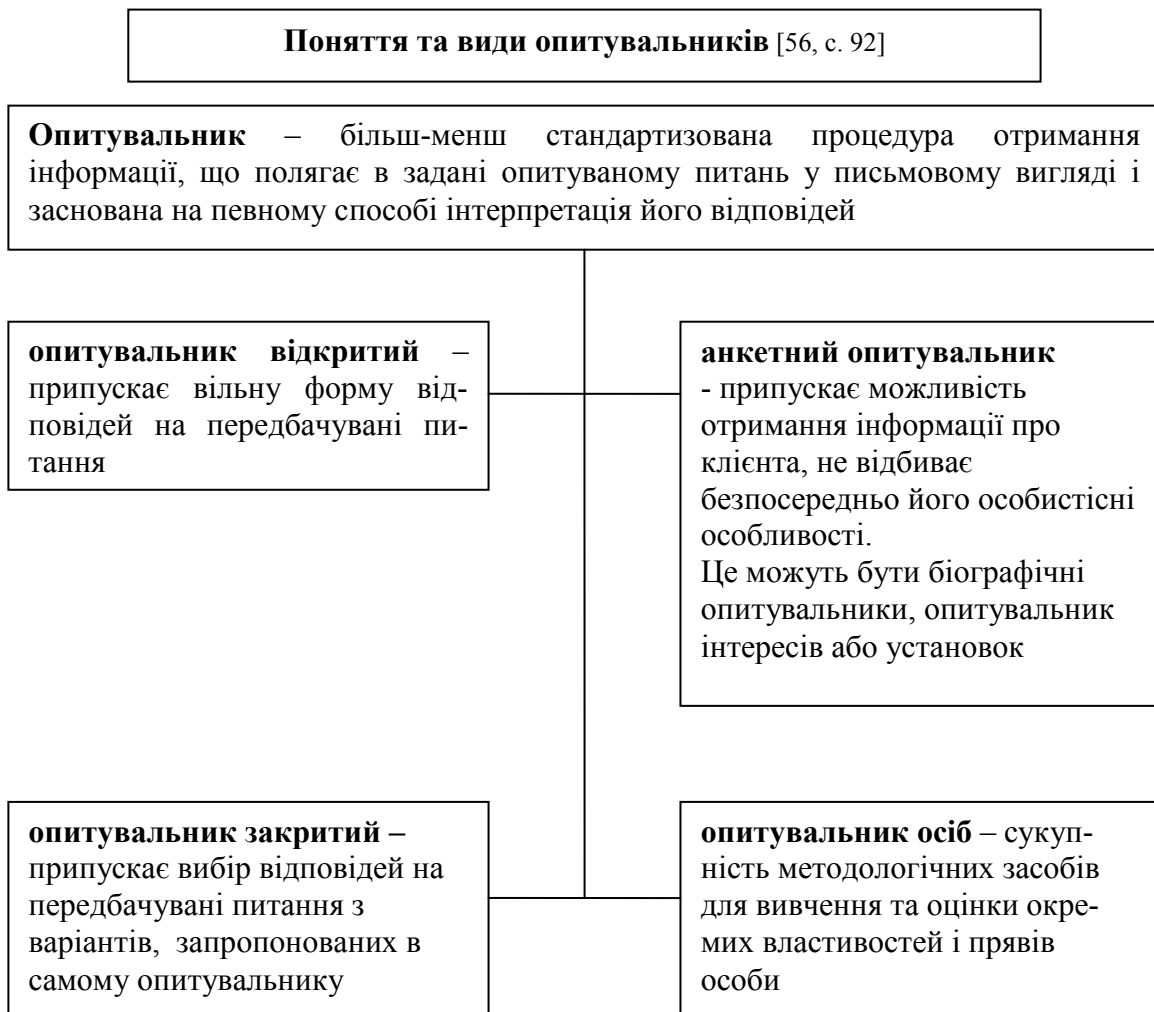 Поняття та види опитувальників [56, с. 92]
Опитувальник – більш-менш стандартизована процедура отримання
інформації, що полягає в задані опитуваному питань у письмовому вигляді і
заснована на певному способі інтерпретація його відповідей
опитувальник відкритий –
припускає вільну форму від-
повідей на передбачувані пи-
тання
анкетний опитувальник
- припускає можливість
отримання інформації про
клієнта, не відбиває
безпосередньо його особистісні
особливості.
Це можуть бути біографічні
опитувальники, опитувальник
інтересів або установок
опитувальник закритий –
припускає вибір відповідей на
передбачувані питання з
варіантів, запропонованих в
самому опитувальнику
опитувальник осіб – сукуп-
ність методологічних засобів
для вивчення та оцінки окре-
мих властивостей і прявів
особи